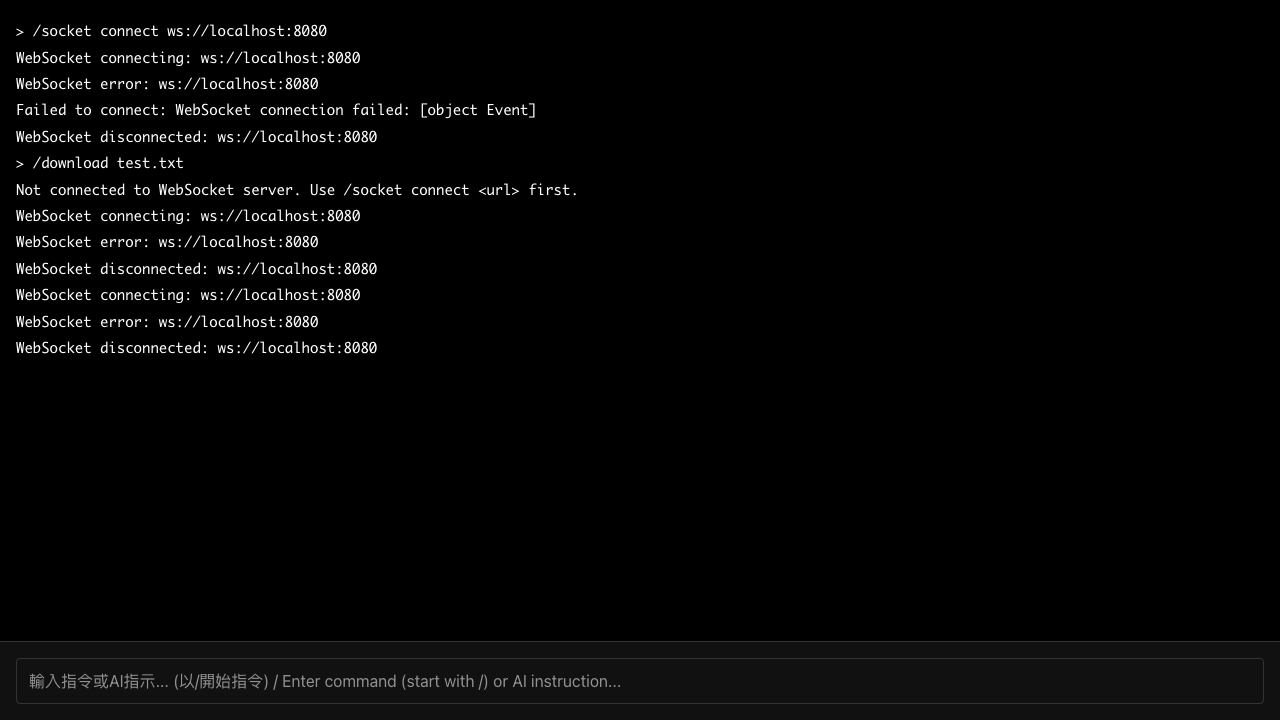 > /socket connect ws://localhost:8080
WebSocket connecting: ws://localhost:8080
WebSocket error: ws://localhost:8080
Failed to connect: WebSocket connection failed: [object Event]
WebSocket disconnected: ws://localhost:8080
> /download test.txt
Not connected to WebSocket server. Use /socket connect <url> first.
WebSocket connecting: ws://localhost:8080
WebSocket error: ws://localhost:8080
WebSocket disconnected: ws://localhost:8080
WebSocket connecting: ws://localhost:8080
WebSocket error: ws://localhost:8080
WebSocket disconnected: ws://localhost:8080
輸入指令或AI指示... (以/開始指令) / Enter command (start with /) or AI instruction...